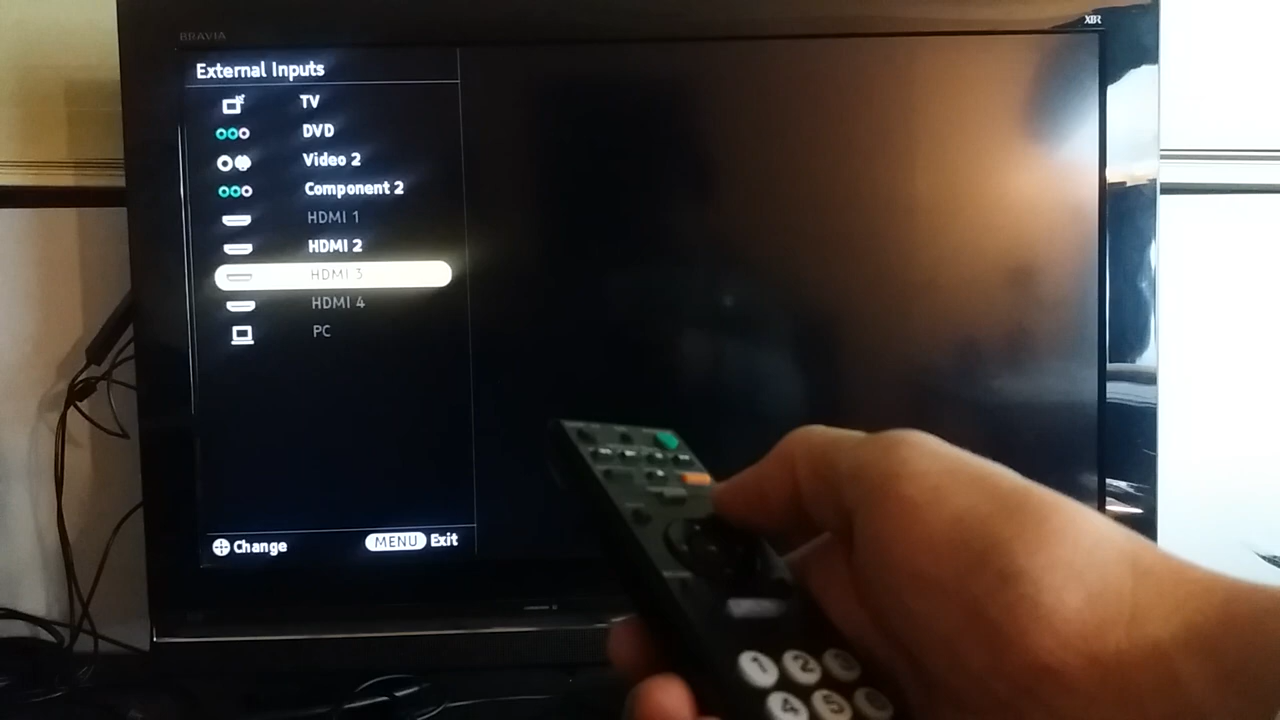 BRAVIA
XBR
External Inputs
TV
DVD
Video 2
Component 2
HDMI 1
HDMI 2
HDMI 3
HDMI 4
PC
Change
MENU Exit
1 2 3
4 5